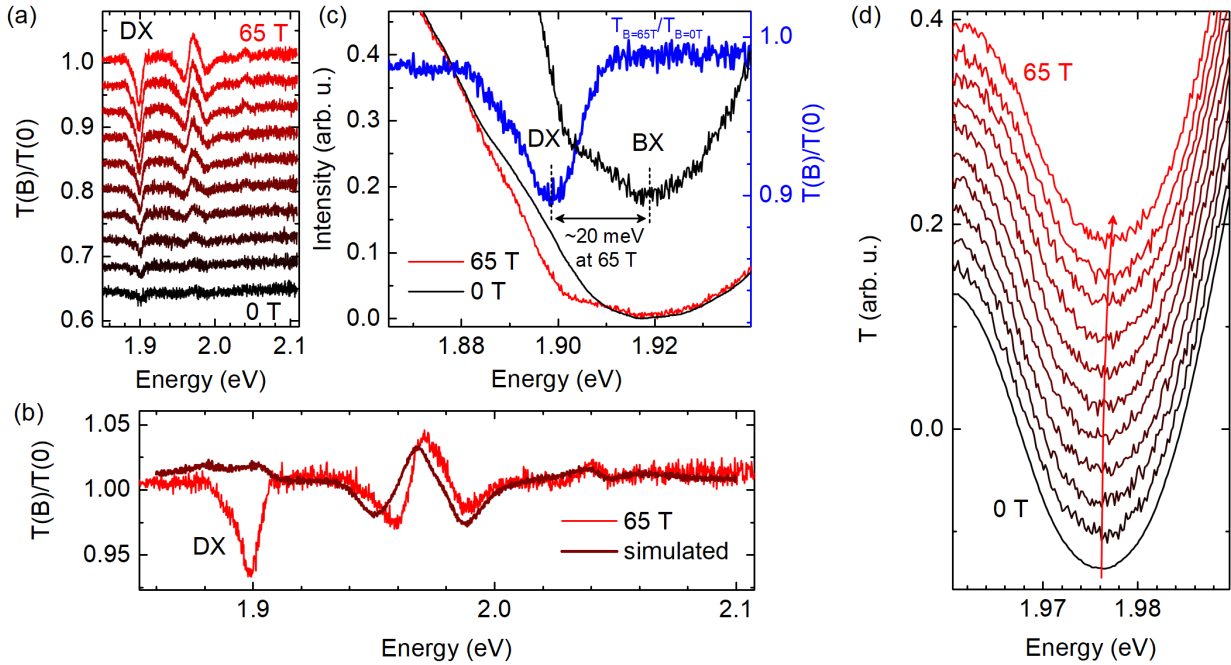 (a)
DX
65 T
1.0
0.9
0.8
0.7
0.6
0 T
T(B)/T(0)
1.9
2.0
2.1
Energy (eV)
(c)
T_{B=65T}/T_{B=0T}
0.4
0.3
0.2
0.1
0.0
Intensity (arb. u.)
DX
BX
~20 meV
at 65 T
65 T
0 T
1.0
0.9
T(B)/T(0)
1.88
1.90
1.92
Energy (eV)
(b)
1.05
1.00
0.95
T(B)/T(0)
DX
65 T
simulated
1.9
2.0
2.1
Energy (eV)
(d)
0.4
0.2
0.0
T (arb. u.)
65 T
0 T
1.97
1.98
Energy (eV)